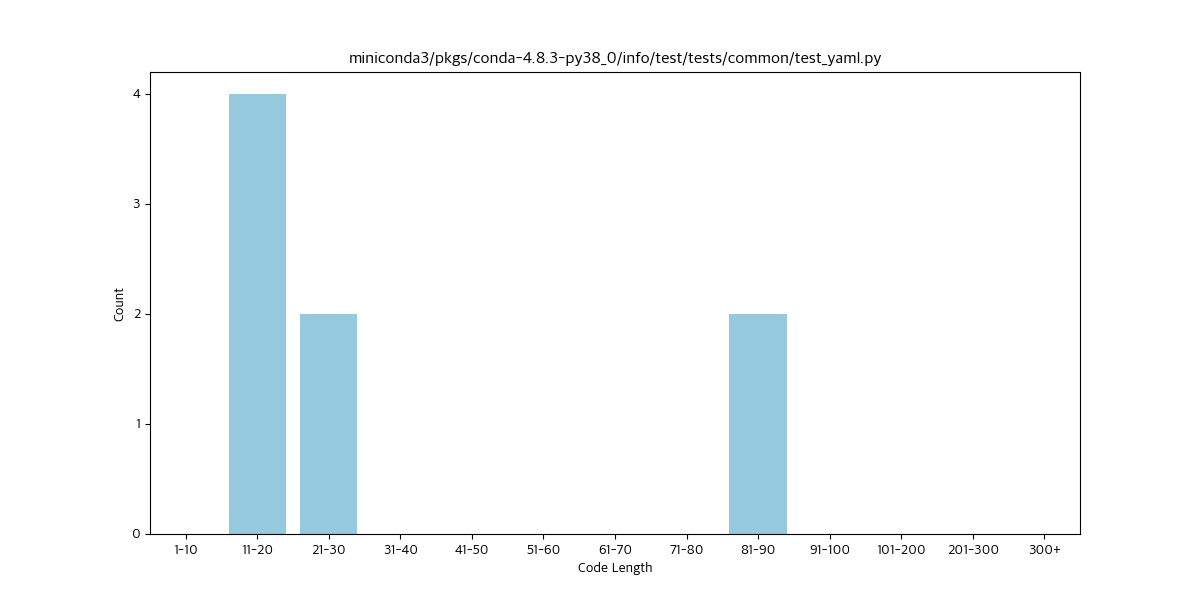 miniconda3/pkgs/conda-4.8.3-py38_0/info/test/tests/common/test_yaml.py
4
3
2
1
0
Count
1-10 11-20 21-30 31-40 41-50 51-60 61-70 71-80 81-90 91-100 101-200 201-300 300+
Code Length